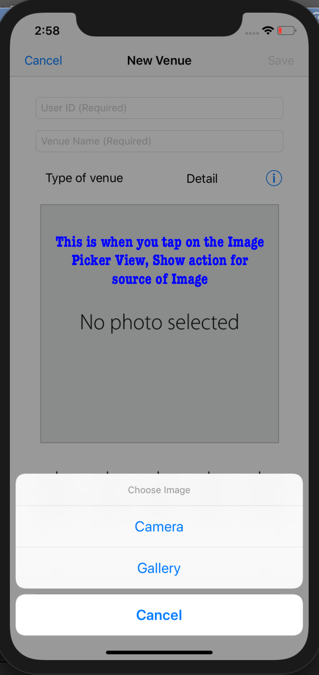 2:58
Cancel New Venue Save
User ID (Required)
Venue Name (Required)
Type of venue Detail
This is when you tap on the Image
Picker View, Show action for
source of Image
No photo selected
Choose Image
Camera
Gallery
Cancel